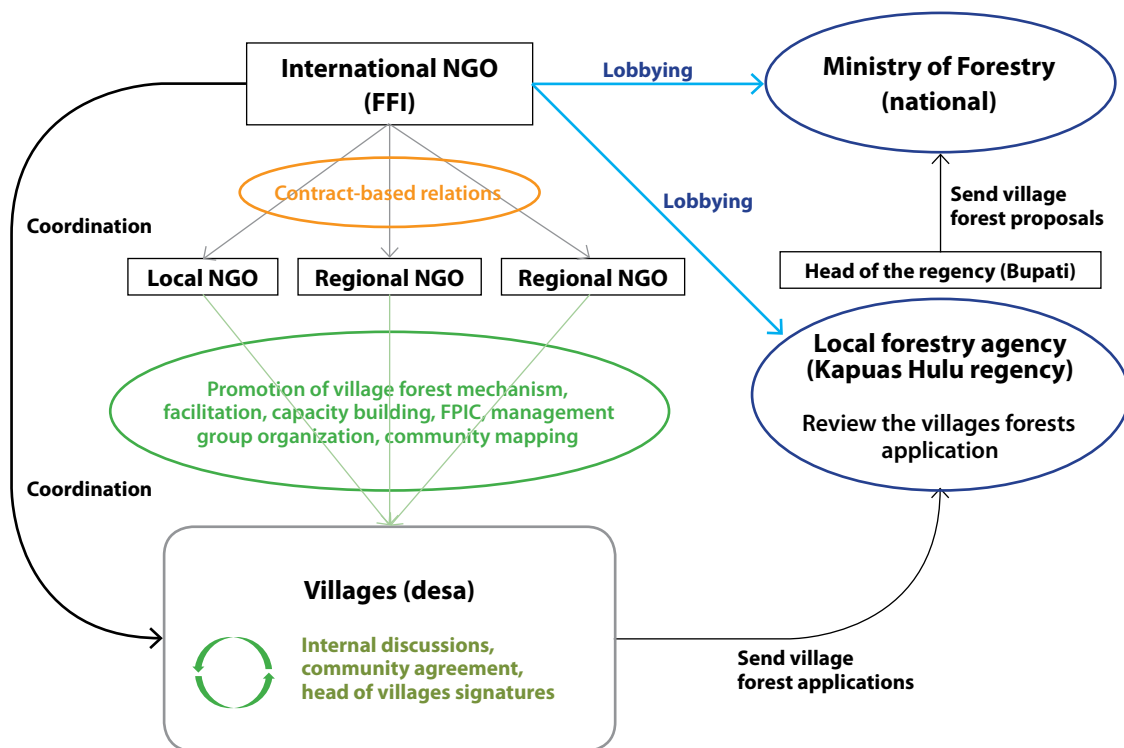 International NGO
(FFI)
Lobbying
Ministry of Forestry
(national)
Contract-based relations
Lobbying
Send village
forest proposals
Coordination
Local NGO
Regional NGO
Regional NGO
Head of the regency (Bupati)
Local forestry agency
(Kapuas Hulu regency)
Review the villages forests
application
Promotion of village forest mechanism,
facilitation, capacity building, FPIC, management
group organization, community mapping
Coordination
Villages (desa)
Internal discussions,
community agreement,
head of villages signatures
Send village
forest applications